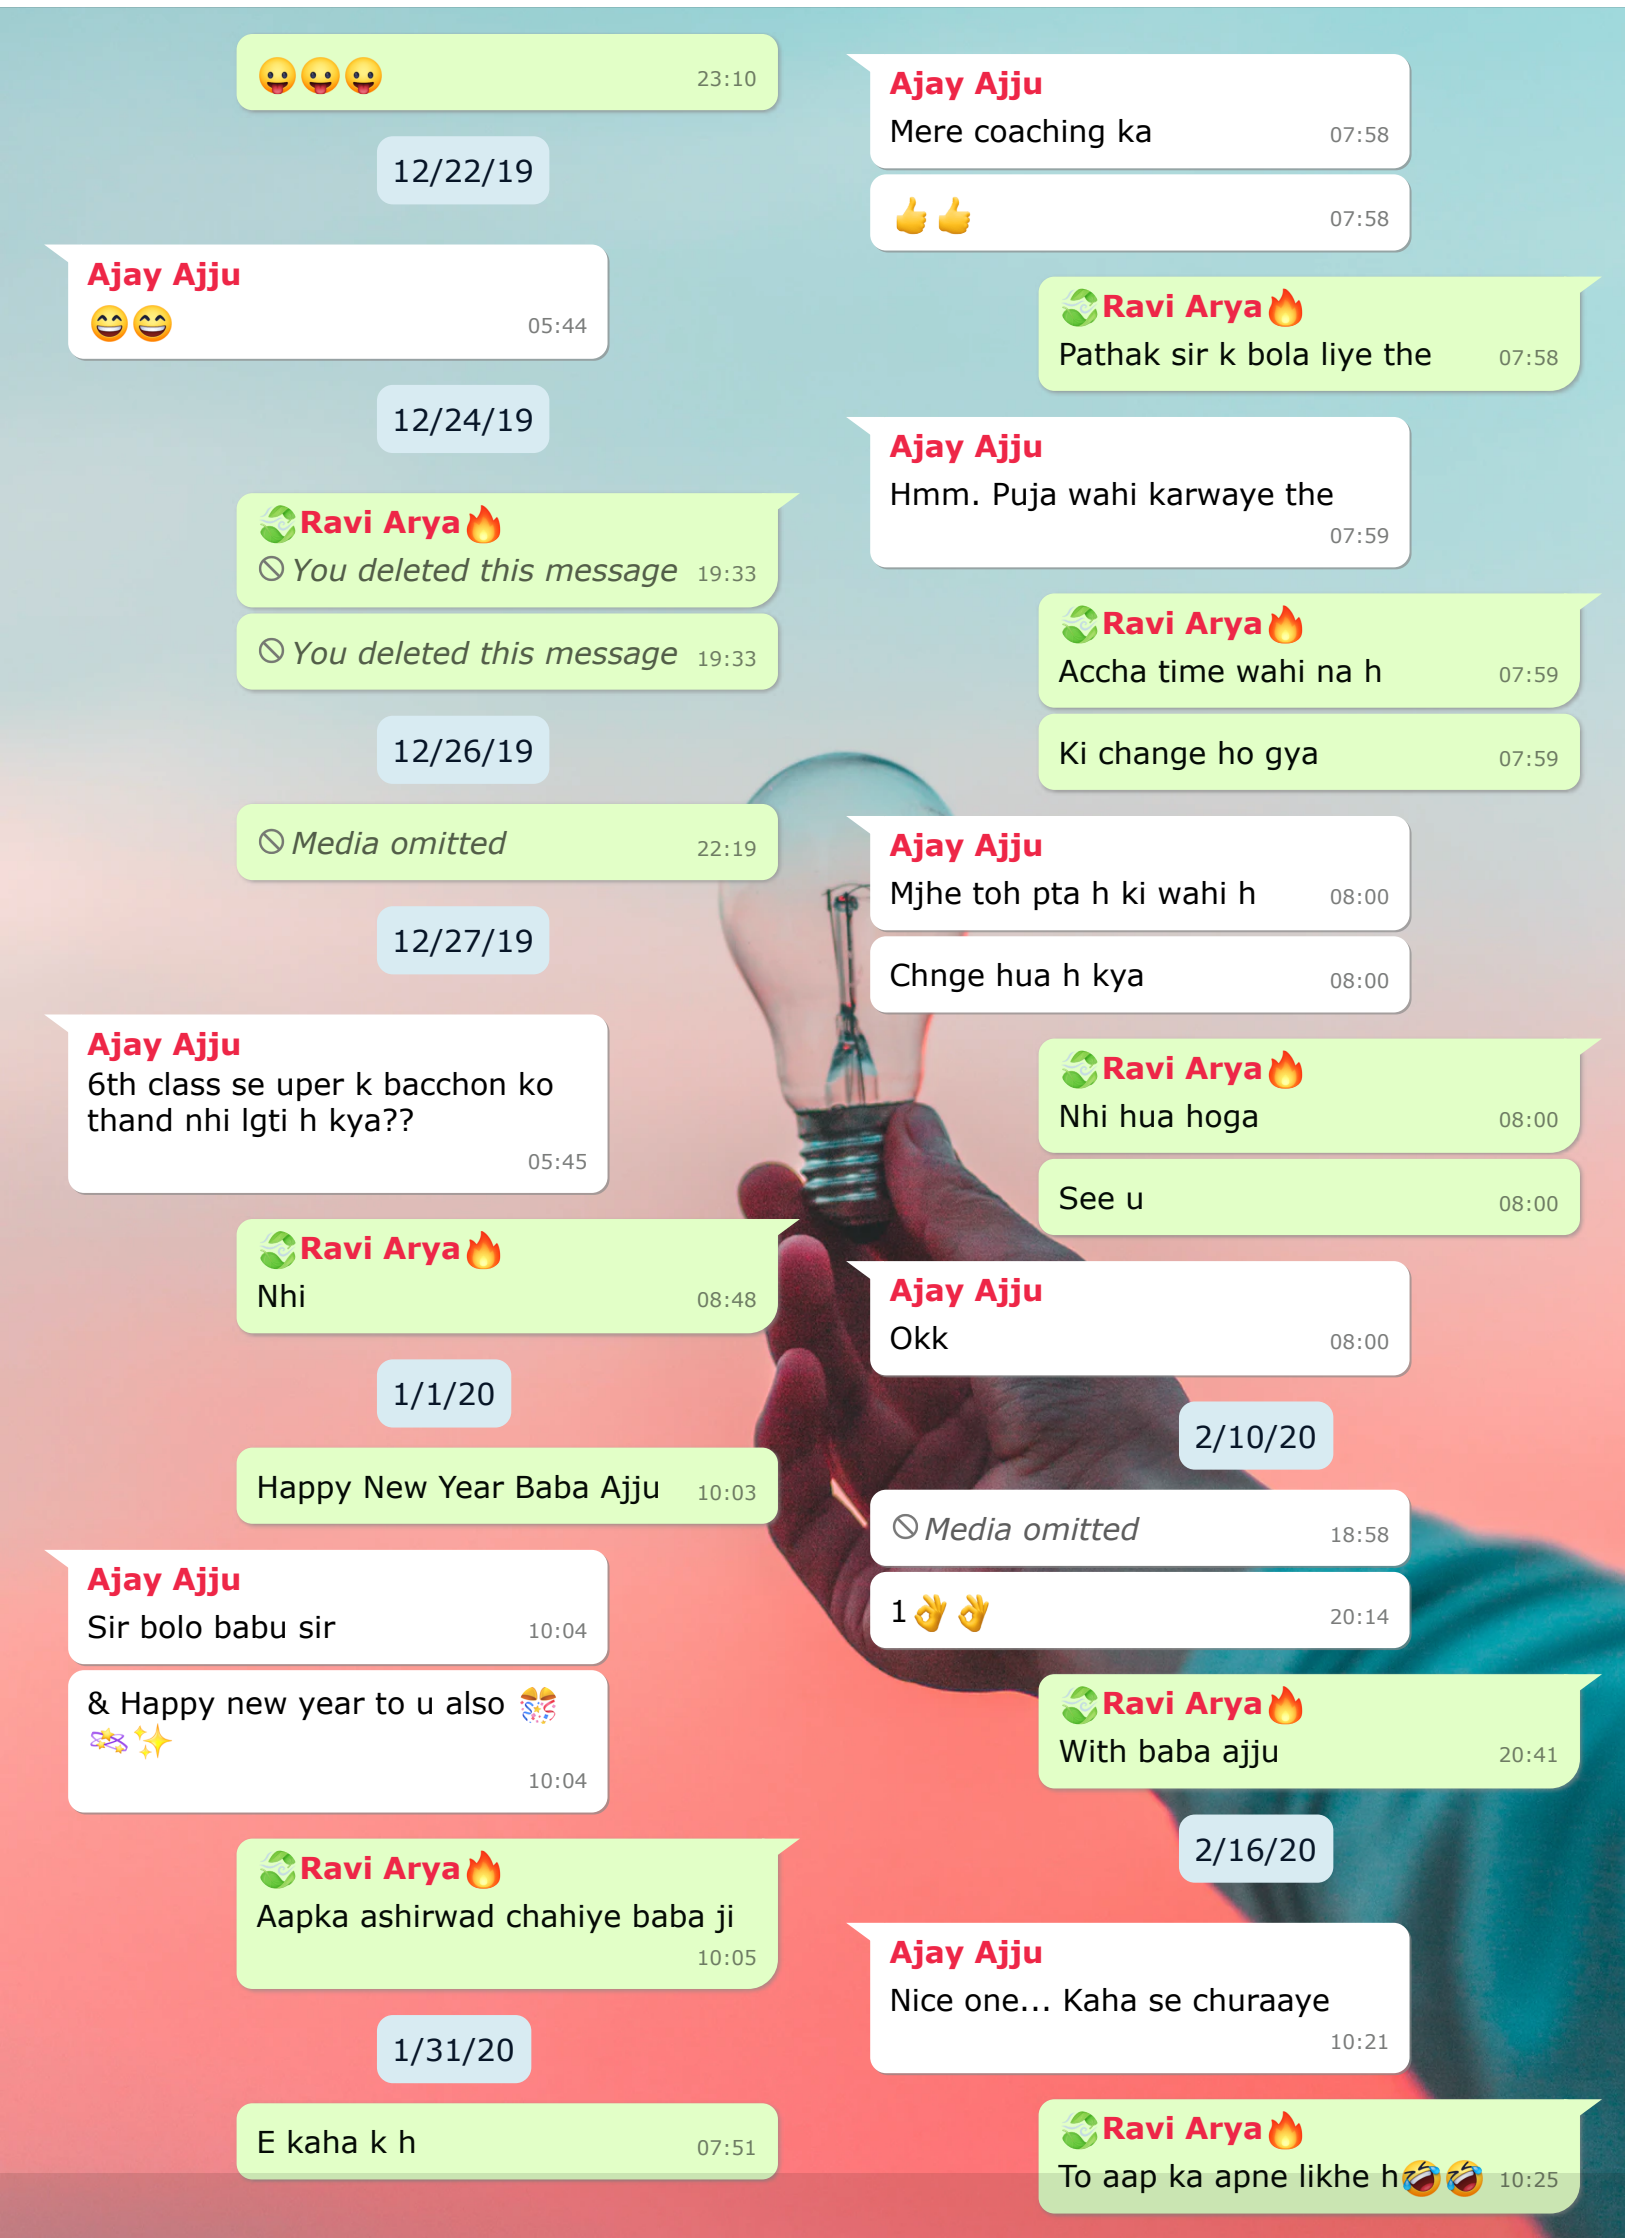 😛😛😛 23:10
12/22/19
Ajay Ajju
😄😄 05:44
12/24/19
Ravi Arya🔥
🚫 You deleted this message 19:33
🚫 You deleted this message 19:33
12/26/19
🚫 Media omitted 22:19
12/27/19
Ajay Ajju
6th class se uper k bacchon ko
thand nhi lgti h kya??
05:45
Ravi Arya🔥
Nhi 08:48
1/1/20
Happy New Year Baba Ajju 10:03
Ajay Ajju
Sir bolo babu sir 10:04
& Happy new year to u also 🎊
💫✨
10:04
Ravi Arya🔥
Aapka ashirwad chahiye baba ji
10:05
1/31/20
E kaha k h 07:51
Ajay Ajju
Mere coaching ka 07:58
👍👍 07:58
Ravi Arya🔥
Pathak sir k bola liye the 07:58
Ajay Ajju
Hmm. Puja wahi karwaye the
07:59
Ravi Arya🔥
Accha time wahi na h 07:59
Ki change ho gya 07:59
Ajay Ajju
Mjhe toh pta h ki wahi h 08:00
Chnge hua h kya 08:00
Ravi Arya🔥
Nhi hua hoga 08:00
See u 08:00
Ajay Ajju
Okk 08:00
2/10/20
🚫 Media omitted 18:58
1👌👌 20:14
Ravi Arya🔥
With baba ajju 20:41
2/16/20
Ajay Ajju
Nice one... Kaha se churaaye
10:21
Ravi Arya🔥
To aap ka apne likhe h🤣🤣 10:25